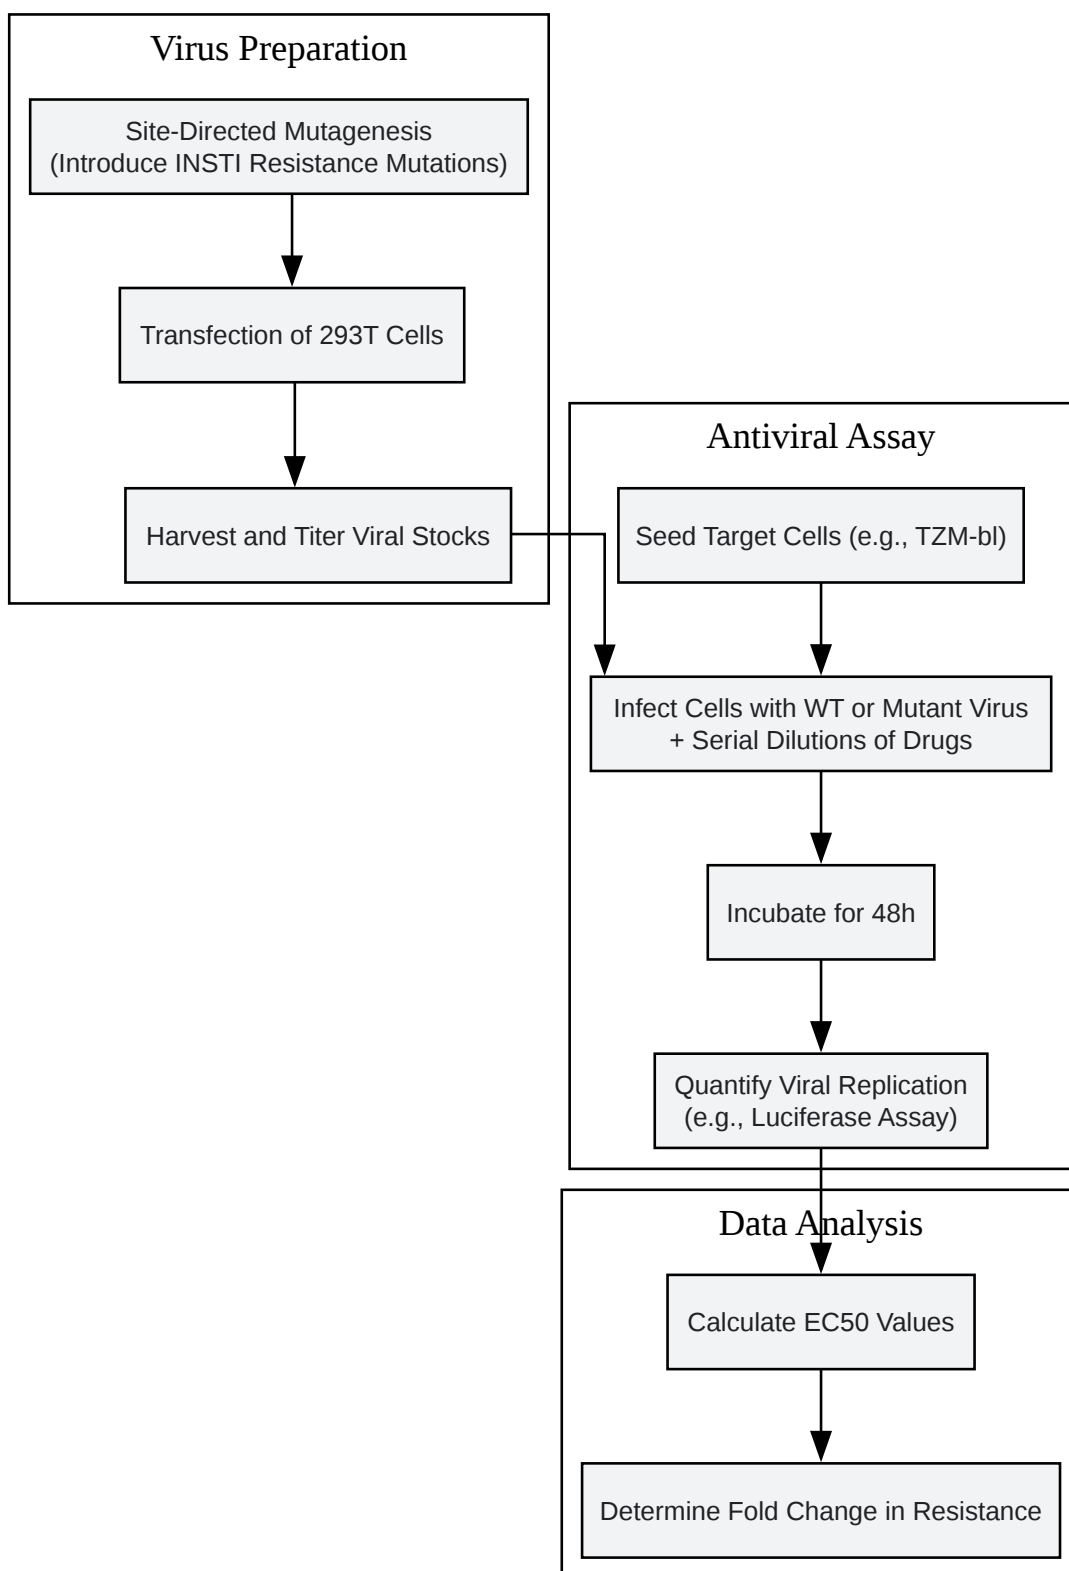 Virus Preparation
Site-Directed Mutagenesis
(Introduce INSTI Resistance Mutations)
Transfection of 293T Cells
Harvest and Titer Viral Stocks
Antiviral Assay
Seed Target Cells (e.g., TZM-bl)
Infect Cells with WT or Mutant Virus
+ Serial Dilutions of Drugs
Incubate for 48h
Quantify Viral Replication
(e.g., Luciferase Assay)
Data Analysis
Calculate EC50 Values
Determine Fold Change in Resistance